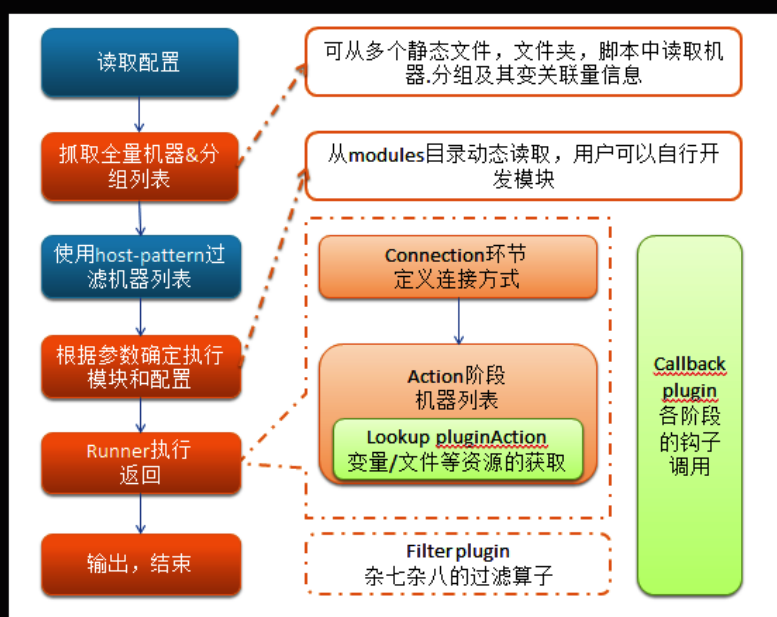 读取配置
可从多个静态文件，文件夹，脚本中读取机
器.分组及其变关联量信息
抓取全量机器&分
组列表
从modules目录动态读取，用户可以自行开
发模块
使用host-pattern过
滤机器列表
Connection环节
定义连接方式
根据参数确定执行
模块和配置
Action阶段
机器列表
Lookup pluginAction
变量/文件等资源的获取
Callback
plugin
各阶段
的钩子
调用
Runner执行
返回
输出，结束
Filter plugin
杂七杂八的过滤算子